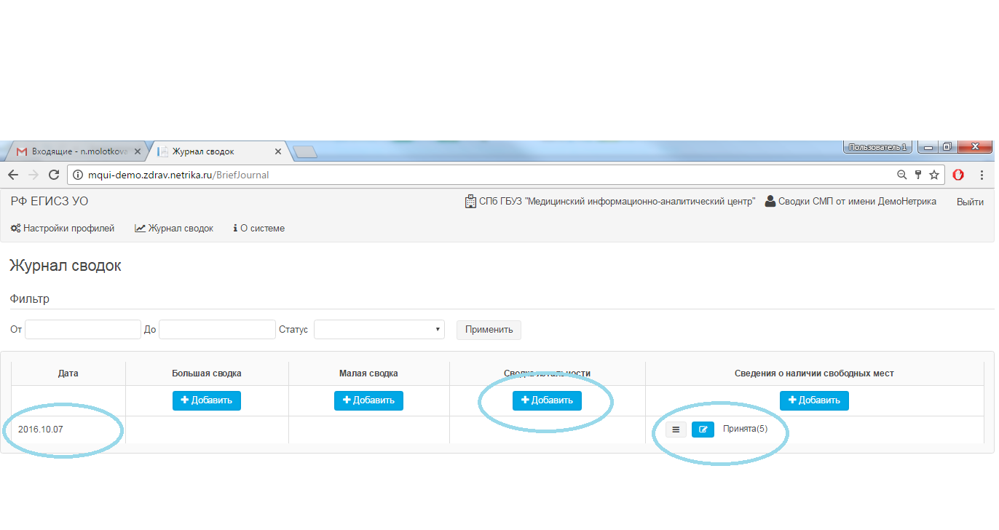 Входящие - n.molotkova
Журнал сводок
Пользователь 1
mqui-demo.zdrav.netrika.ru/BriefJournal
РФ ЕГИСЗ УО
СПб ГБУЗ "Медицинский информационно-аналитический центр"
Сводки СМП от имени ДемоНетрика
Выйти
Настройки профилей
Журнал сводок
О системе
Журнал сводок
Фильтр
От До Статус Применить
Дата Большая сводка Малая сводка Сводка летальности Сведения о наличии свободных мест
Добавить Добавить Добавить Добавить
2016.10.07 Принята(5)